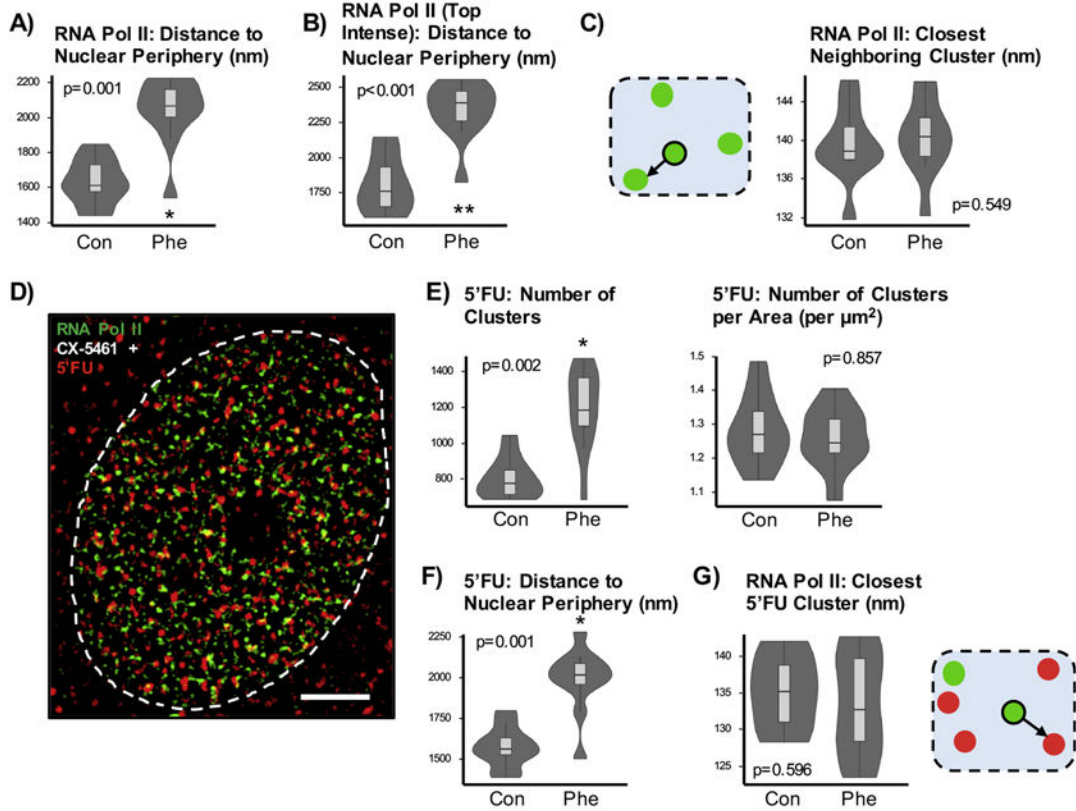 A)
RNA Pol II: Distance to
Nuclear Periphery (nm)
p=0.001
2200
2000
1800
1600
1400
*
Con
Phe
B)
RNA Pol II (Top
Intense): Distance to
Nuclear Periphery (nm)
p<0.001
2500
2250
2000
1750
**
Con
Phe
C)
RNA Pol II: Closest
Neighboring Cluster (nm)
144
140
136
132
p=0.549
Con
Phe
D)
RNA Pol II
CX-5461 +
5'FU
E)
5'FU: Number of
Clusters
*
p=0.002
1400
1200
1000
800
Con
Phe
5'FU: Number of Clusters
per Area (per µm²)
p=0.857
1.5
1.4
1.3
1.2
1.1
Con
Phe
F)
5'FU: Distance to
Nuclear Periphery (nm)
*
p=0.001
2250
2000
1750
1500
Con
Phe
G)
RNA Pol II: Closest
5'FU Cluster (nm)
140
135
130
125
p=0.596
Con
Phe